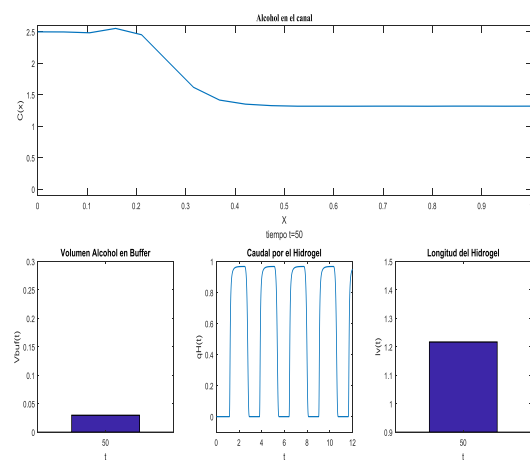 Alcohol en el canal
2.5
2
1.5
1
0.5
0
C(x)
0 0.1 0.2 0.3 0.4 0.5 0.6 0.7 0.8 0.9
X
tiempo t=50
Volumen Alcohol en Buffer
0.3
0.25
0.2
0.15
0.1
0.05
0
Vbuf(t)
50
t
Caudal por el Hidrogel
1
0.8
0.6
0.4
0.2
0
qH(t)
0 2 4 6 8 10 12
t
Longitud del Hidrogel
1.5
1.4
1.3
1.2
1.1
1
0.9
lv(t)
50
t